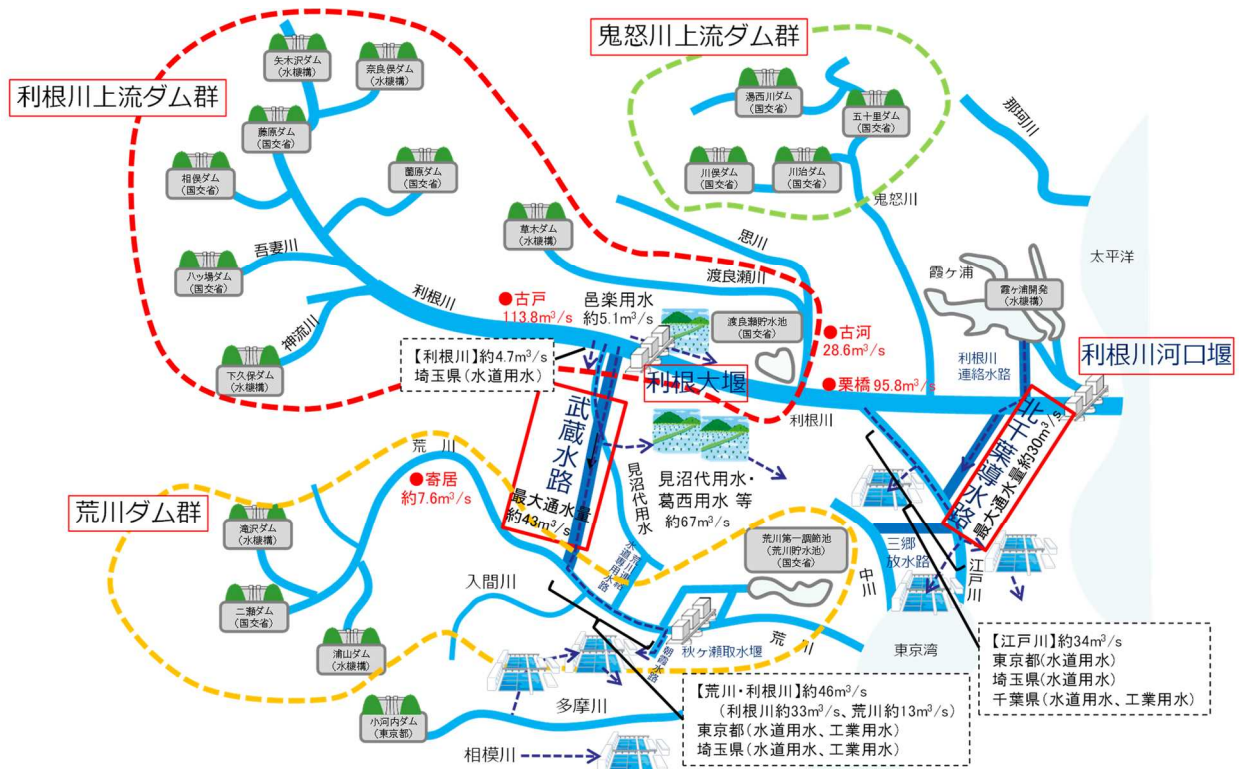 利根川上流ダム群
矢木沢ダム
(水機構)
奈良俣ダム
(水機構)
藤原ダム
(国交省)
相俣ダム
(国交省)
薗原ダム
(国交省)
吾妻川
八ッ場ダム
(国交省)
利根川
神流川
下久保ダム
(水機構)
草木ダム
(水機構)
鬼怒川上流ダム群
湯西川ダム
(国交省)
五十里ダム
(国交省)
川俣ダム
(国交省)
川治ダム
(国交省)
鬼怒川
那珂川
太平洋
思川
渡良瀬川
渡良瀬貯水池
(国交省)
霞ヶ浦
霞ヶ浦開発
(水機構)
利根川
連絡水路
利根川河口堰
●古戸
113.8m³/s
邑楽用水
約5.1m³/s
●古河
28.6m³/s
●栗橋 95.8m³/s
【利根川】約4.7m³/s
埼玉県(水道用水)
利根大堰
利根川
武蔵水路
最大通水量
約43m³/s
見沼代用水
見沼代用水・
葛西用水 等
約67m³/s
北千葉導水路
最大通水量約30m³/s
荒川ダム群
荒川
●寄居
約7.6m³/s
滝沢ダム
(水機構)
二瀬ダム
(国交省)
浦山ダム
(水機構)
入間川
荒川連絡
水道専用水路
荒川第一調節池
(荒川貯水池)
(国交省)
中川
三郷
放水路
江戸川
朝霞水路
秋ヶ瀬取水堰
荒川
東京湾
小河内ダム
(東京都)
多摩川
相模川
【荒川・利根川】約46m³/s
(利根川約33m³/s、荒川約13m³/s)
東京都(水道用水、工業用水)
埼玉県(水道用水、工業用水)
【江戸川】約34m³/s
東京都(水道用水)
埼玉県(水道用水)
千葉県(水道用水、工業用水)